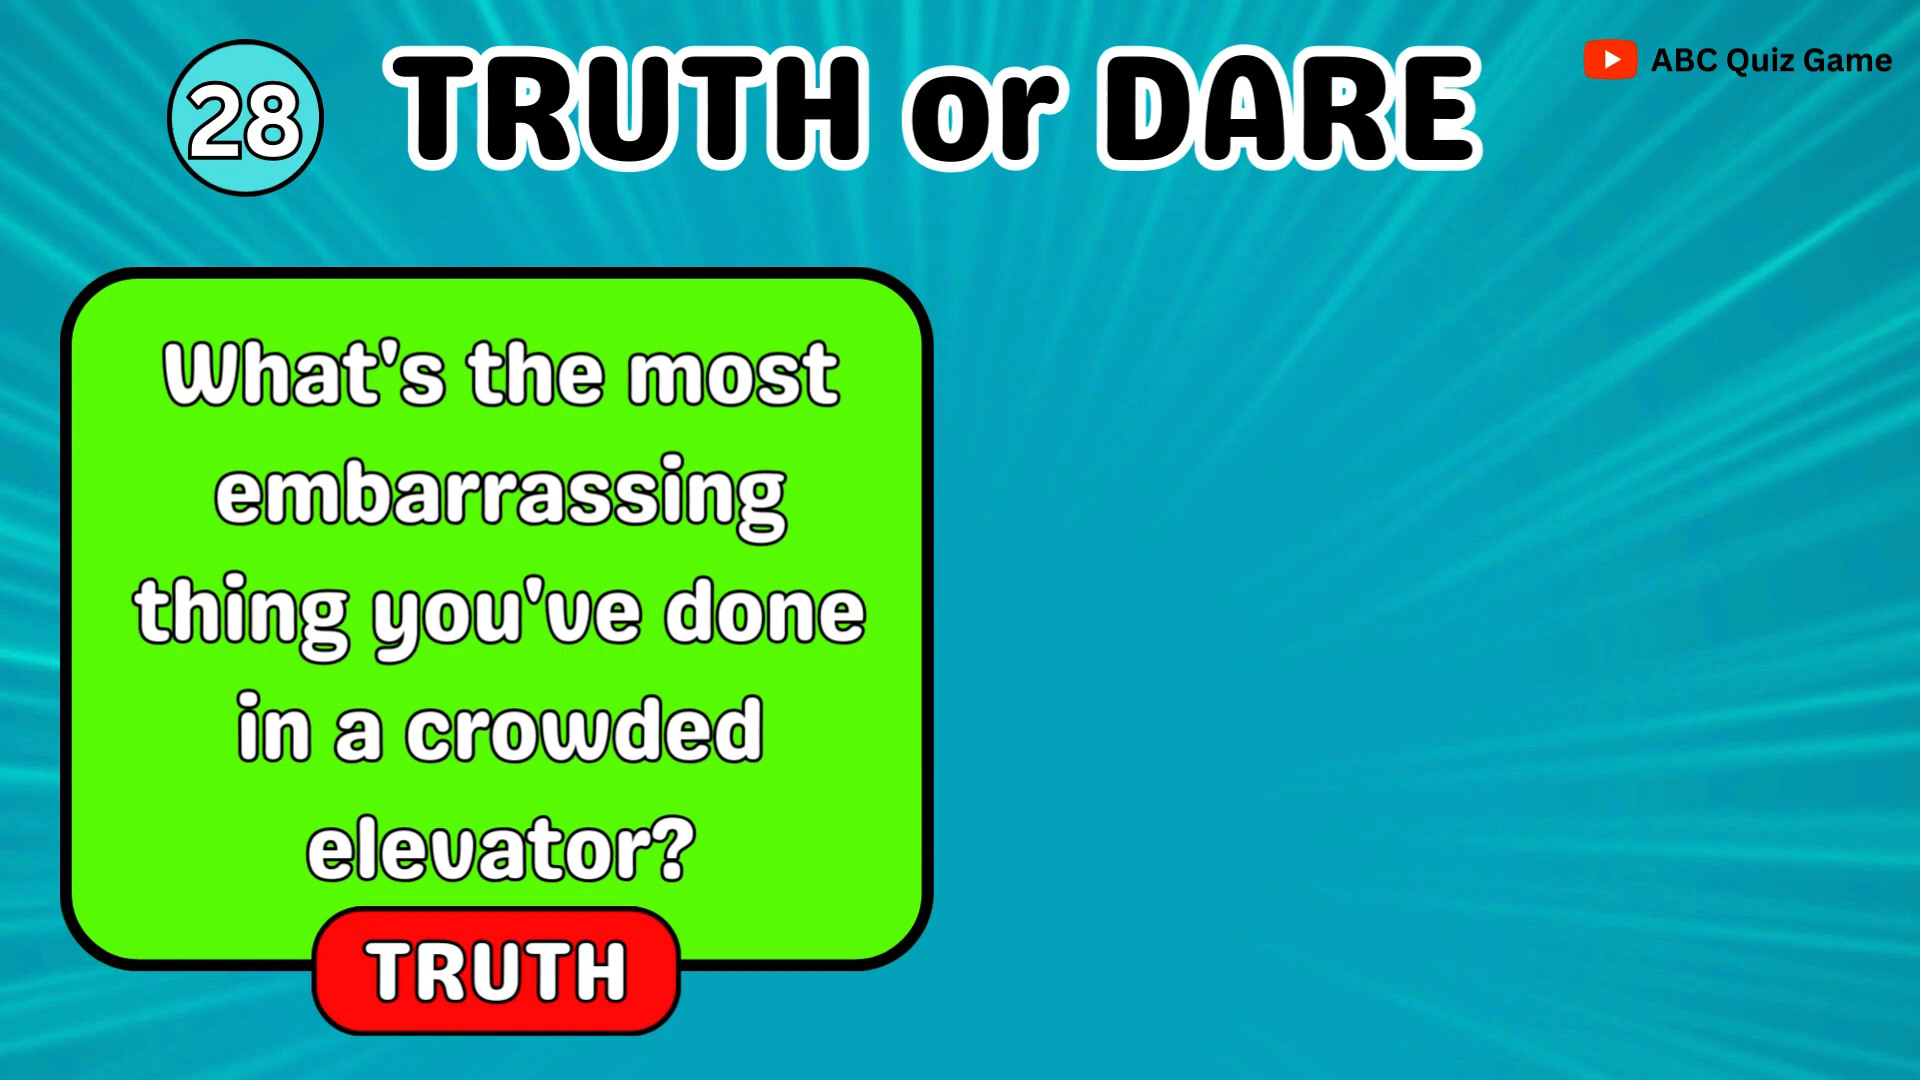 28
TRUTH or DARE
ABC Quiz Game
What's the most
embarrassing
thing you've done
in a crowded
elevator?
TRUTH